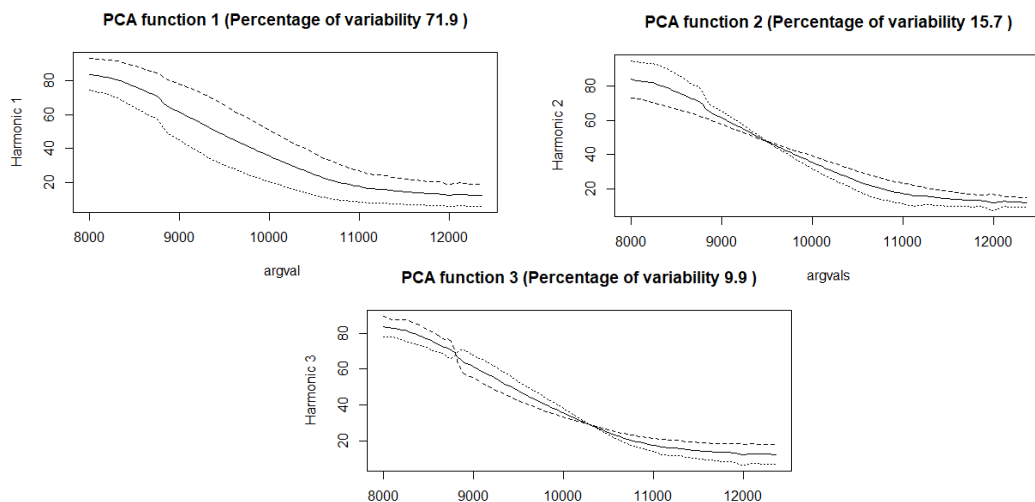 PCA function 1 (Percentage of variability 71.9 )
Harmonic 1
20 40 60 80
8000 9000 10000 11000 12000
argval
PCA function 2 (Percentage of variability 15.7 )
Harmonic 2
20 40 60 80
8000 9000 10000 11000 12000
argvals
PCA function 3 (Percentage of variability 9.9 )
Harmonic 3
20 40 60 80
8000 9000 10000 11000 12000